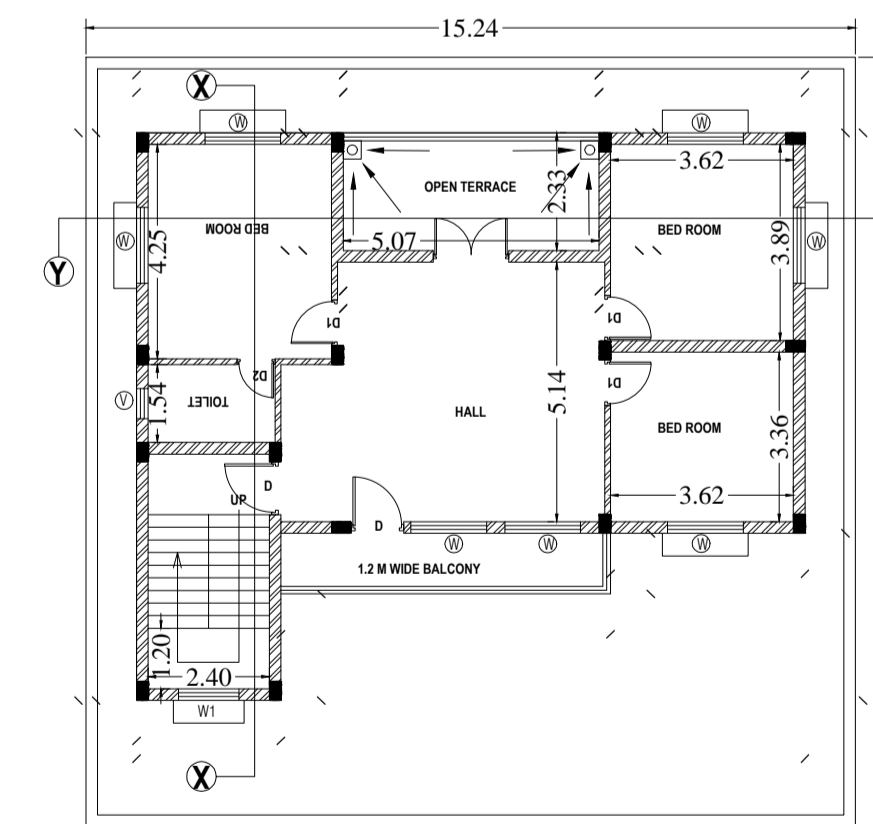 15.24
X
W
W
OPEN TERRACE
2.33
3.62
BED ROOM
BED ROOM
3.89
4.25
W
W
Y
5.07
D1
D1
D2
D1
TOILET
1.54
V
HALL
5.14
BED ROOM
3.36
3.62
UP
D
D
W
W
W
1.2 M WIDE BALCONY
1.20
2.40
W1
X